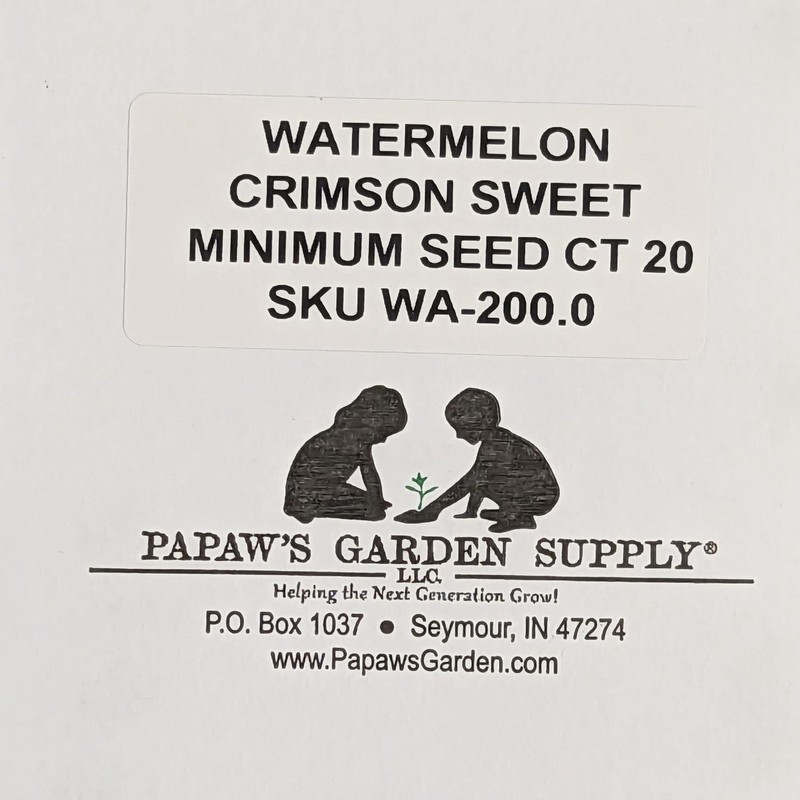 WATERMELON
CRIMSON SWEET
MINIMUM SEED CT 20
SKU WA-200.0
PAPAW'S GARDEN SUPPLY®
LLC.
Helping the Next Generation Grow!
P.O. Box 1037 ● Seymour, IN 47274
www.PapawsGarden.com